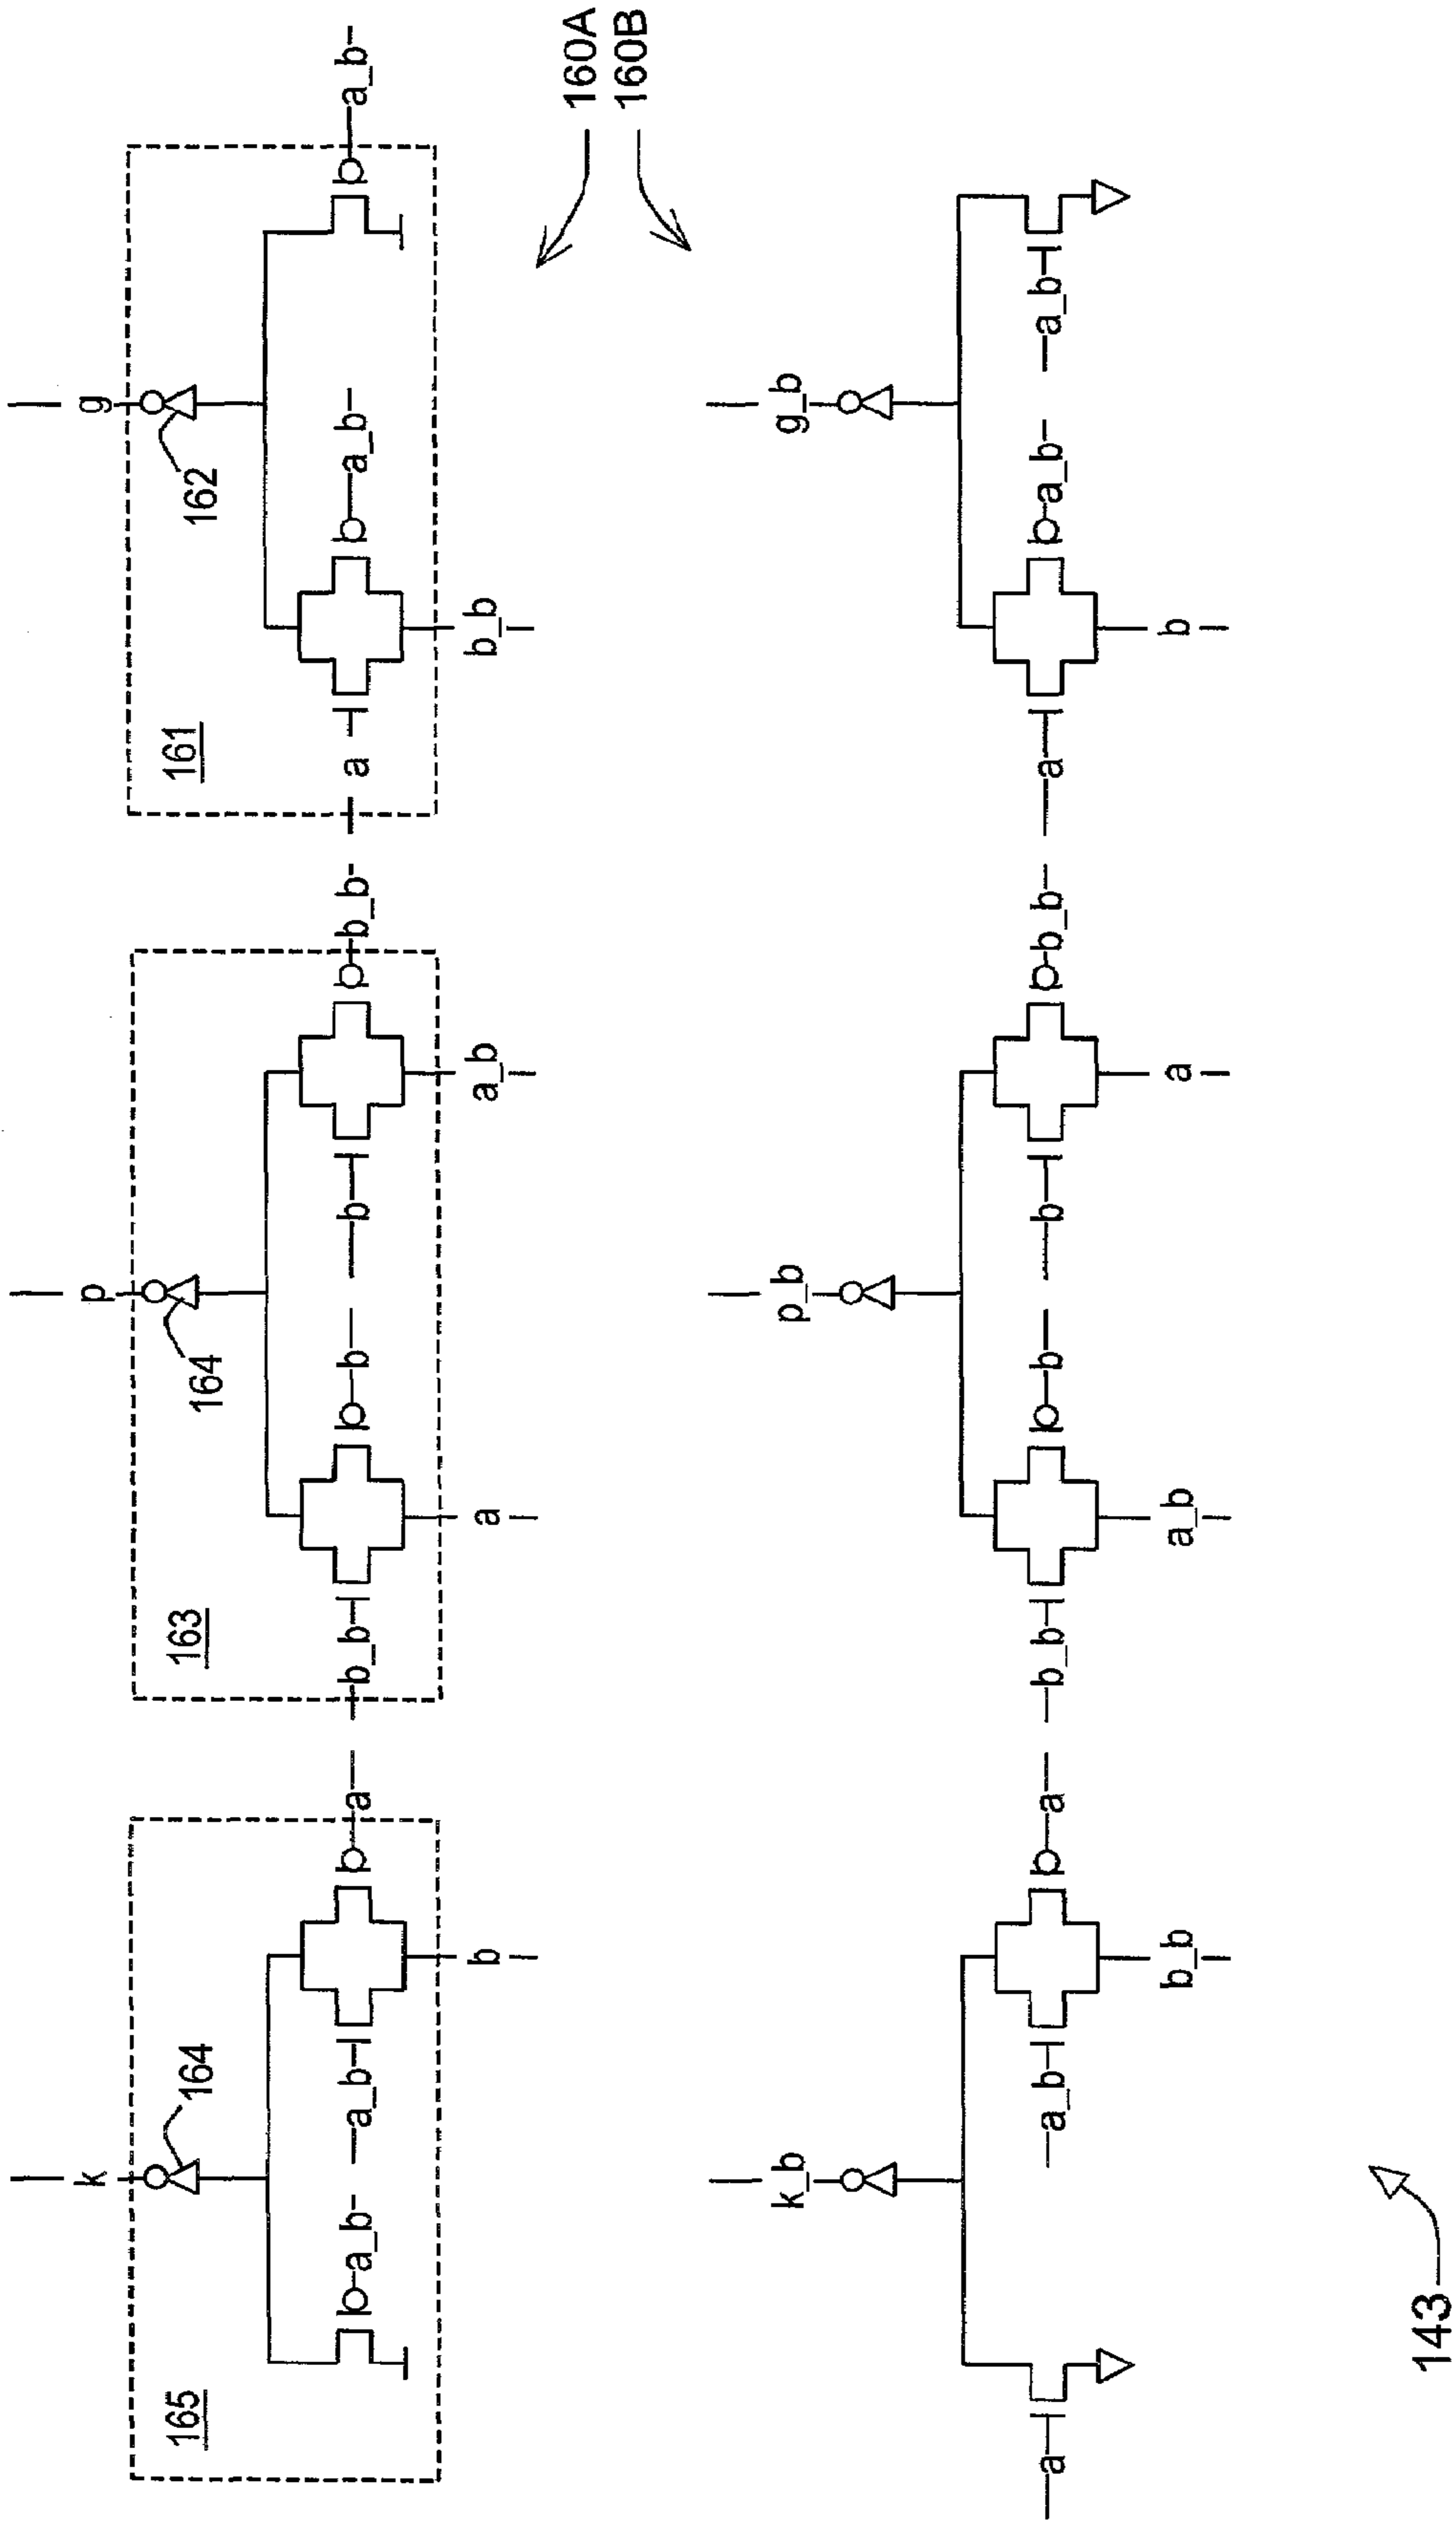 k p g
165 164 163 164 161 162
a_b a_b a b_b b b b_b a a_b a_b
b a a_b b_b
160A
160B
k_b p_b g_b
a a_b a b_b b b b_b a a_b a_b
b_b a_b a b
143